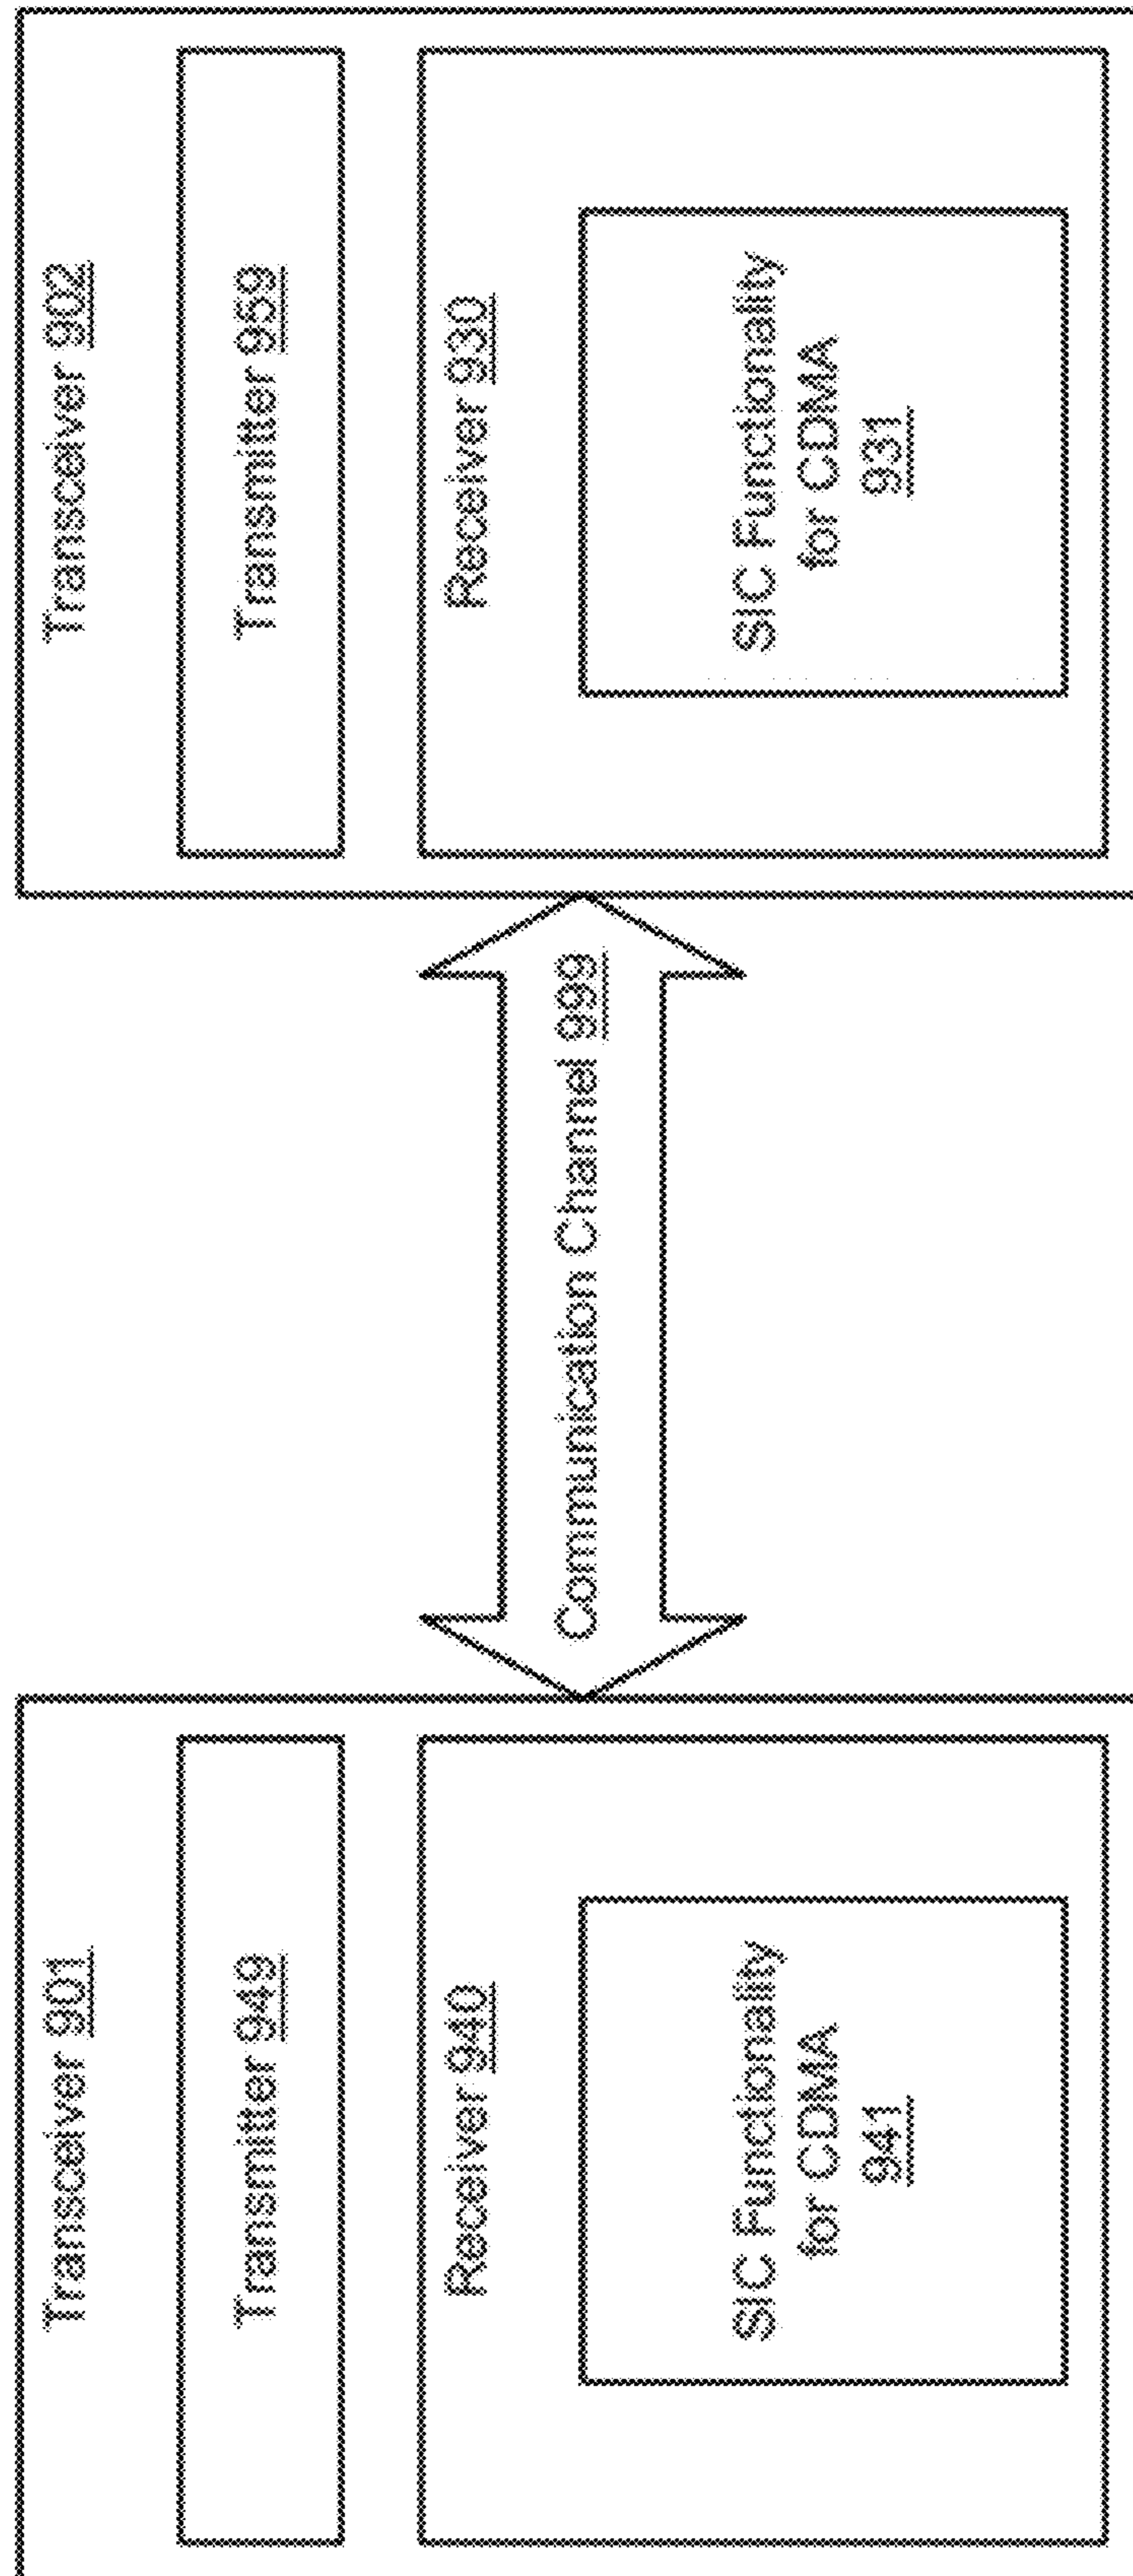 Transceiver 901
Transmitter 949
Receiver 940
SIC Functionality
for CDMA
941
Communication Channel 999
Transceiver 902
Transmitter 959
Receiver 930
SIC Functionality
for CDMA
931